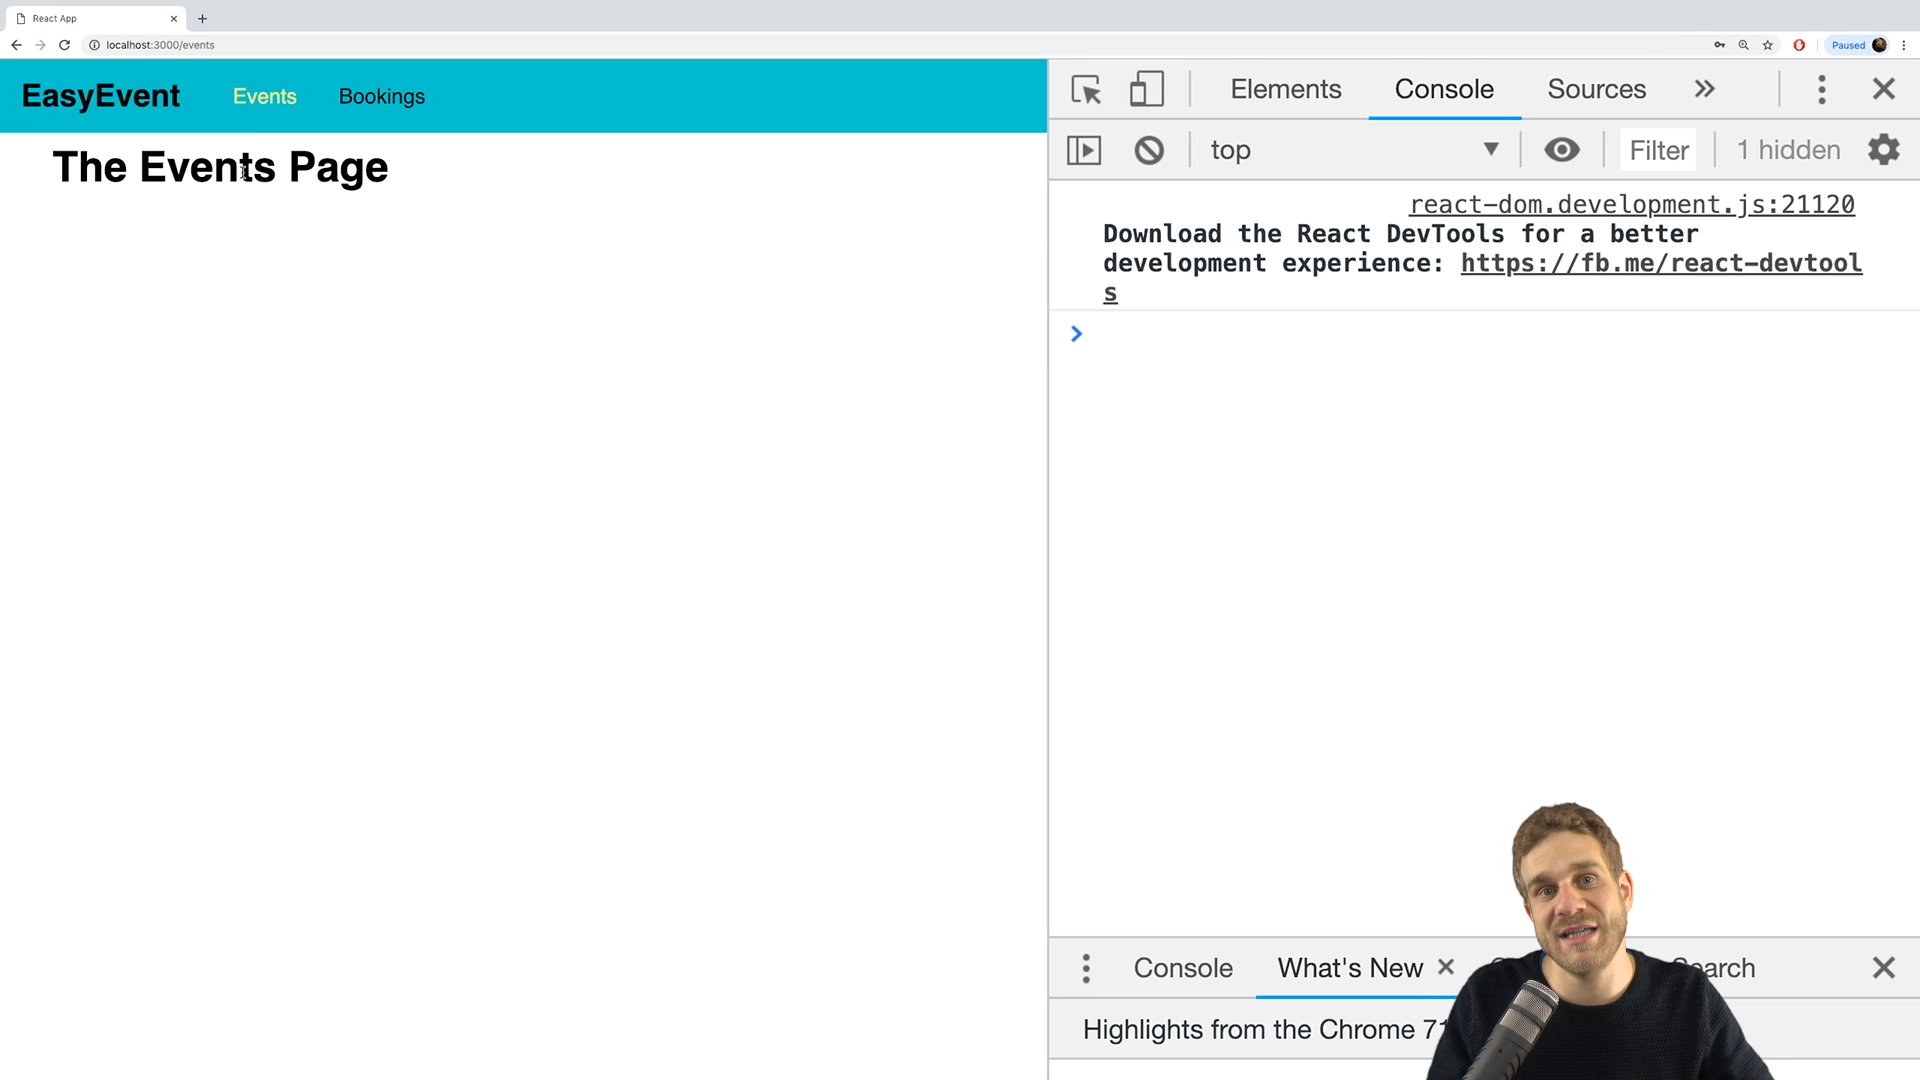 React App
localhost:3000/events
Paused
EasyEvent Events Bookings
The Events Page
Elements Console Sources
top Filter 1 hidden
react-dom.development.js:21120
Download the React DevTools for a better
development experience: https://fb.me/react-devtool
s
Console What's New Search
Highlights from the Chrome 71